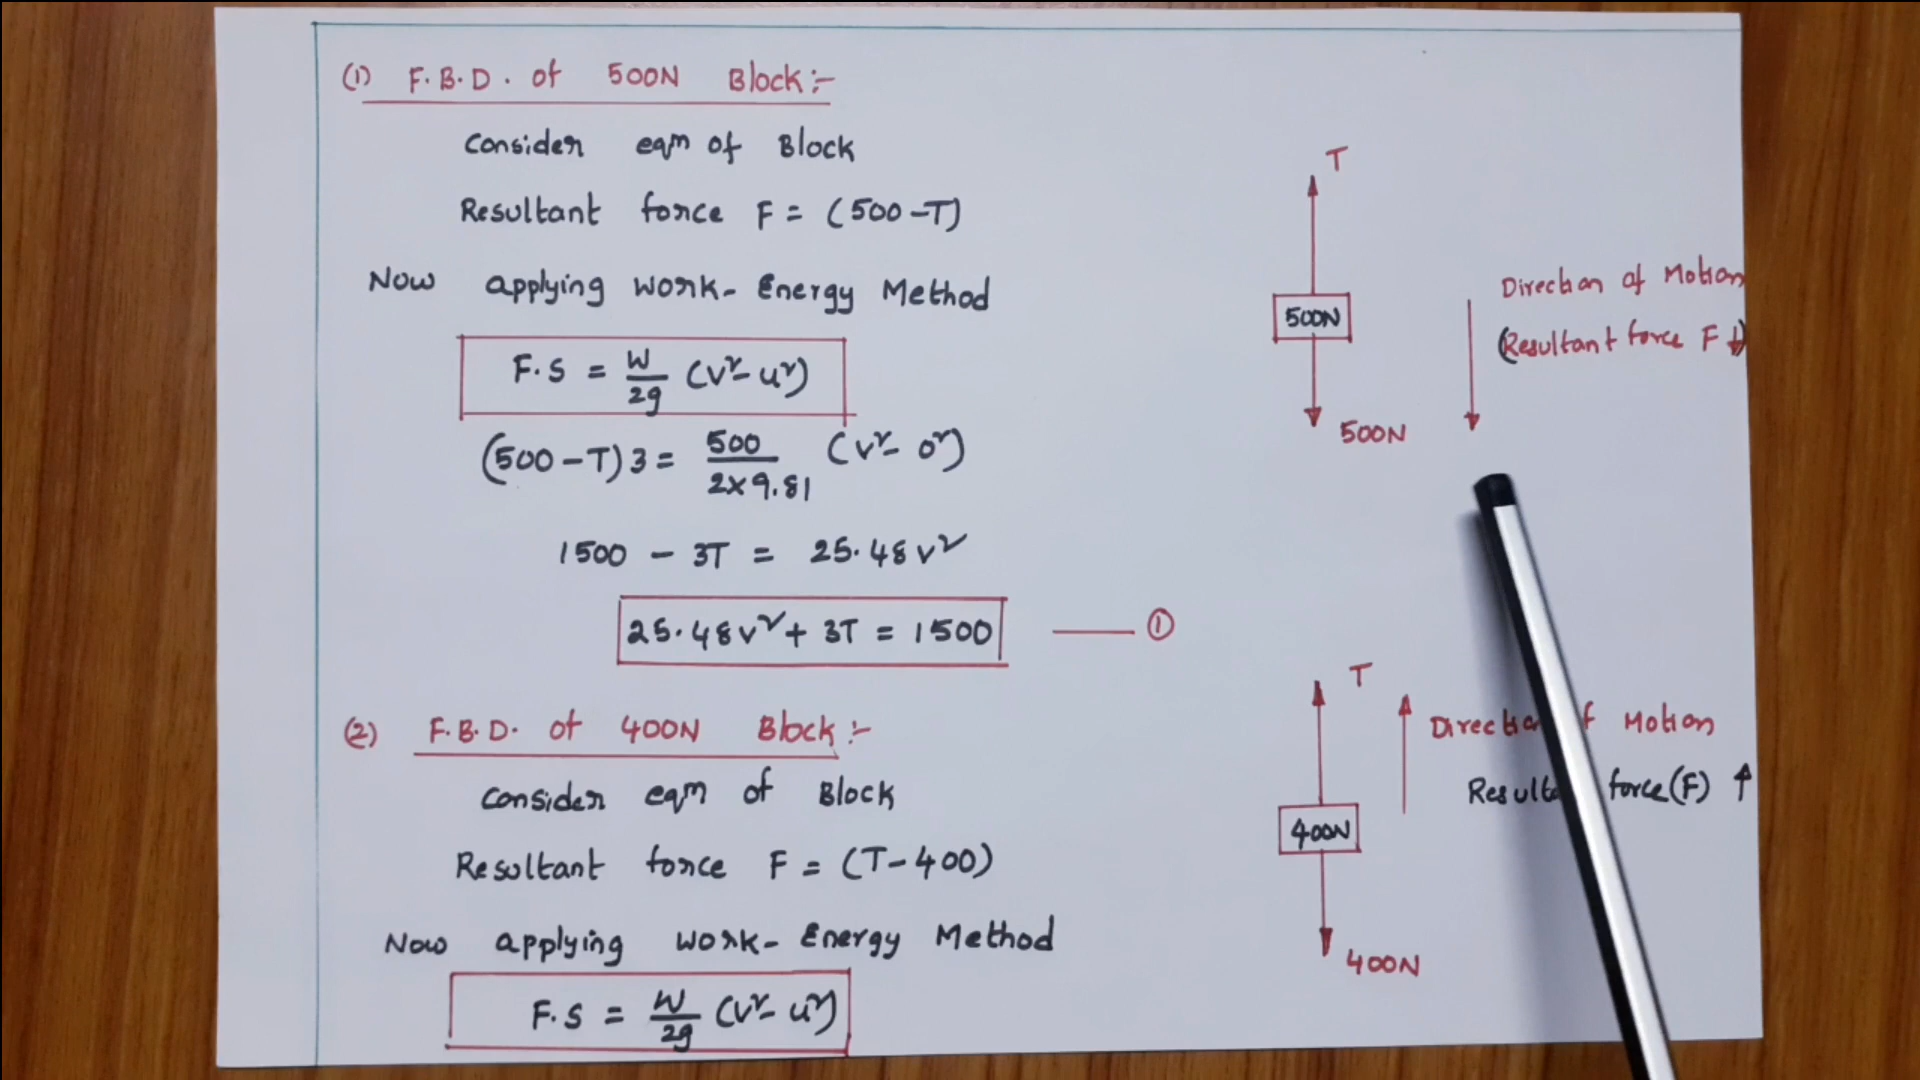 (1) F.B.D. of 500N Block:-
Consider eqm of Block
Resultant force F = (500-T)
Now applying work-Energy Method
F.S = W/2g (v²-u²)
(500-T)3 = 500/2x9.81 (v²-0²)
1500 - 3T = 25.48v²
25.48v² + 3T = 1500 —— ①
T
500N
500N
Direction of Motion
(Resultant force F↓)
(2) F.B.D. of 400N Block:-
Consider eqm of Block
Resultant force F = (T-400)
Now applying work-Energy Method
F.S = W/2g (v²-u²)
T
Direction of Motion
force(F) ↑
400N
400N